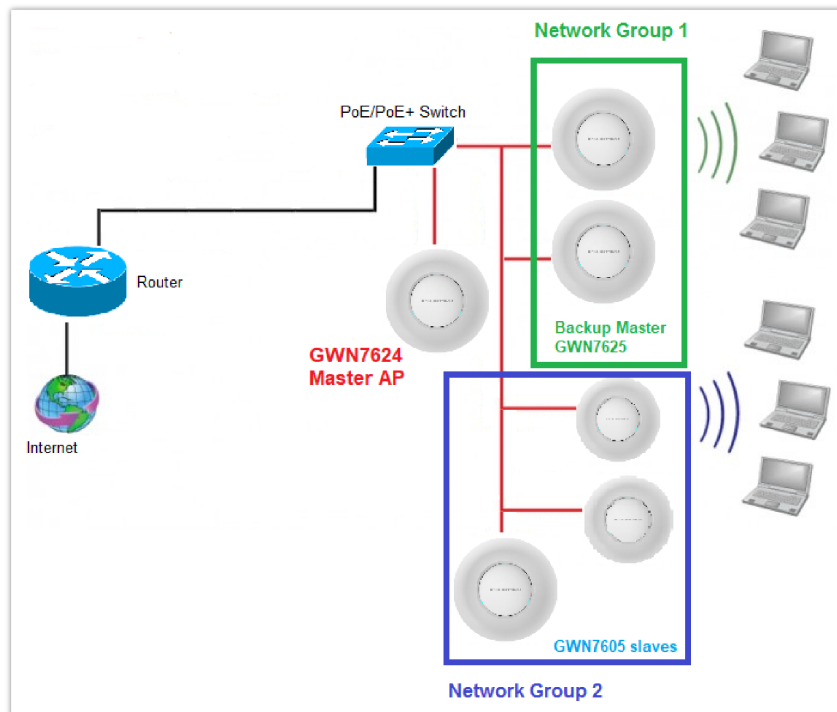 Network Group 1
PoE/PoE+ Switch
Router
GWN7624
Master AP
Backup Master
GWN7625
Internet
GWN7605 slaves
Network Group 2